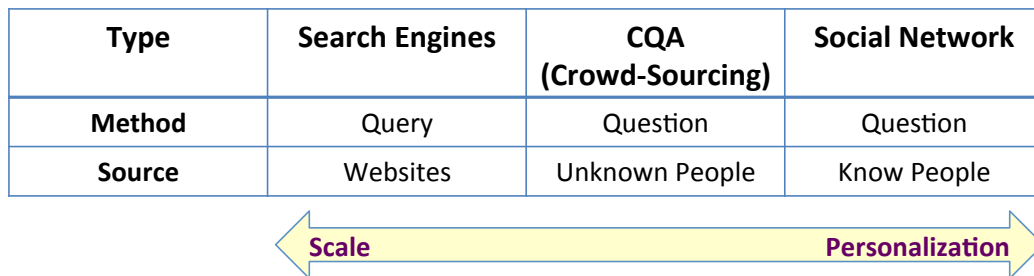 Type Search Engines CQA Social Network
(Crowd-Sourcing)
Method Query Question Question
Source Websites Unknown People Know People
Scale Personalization